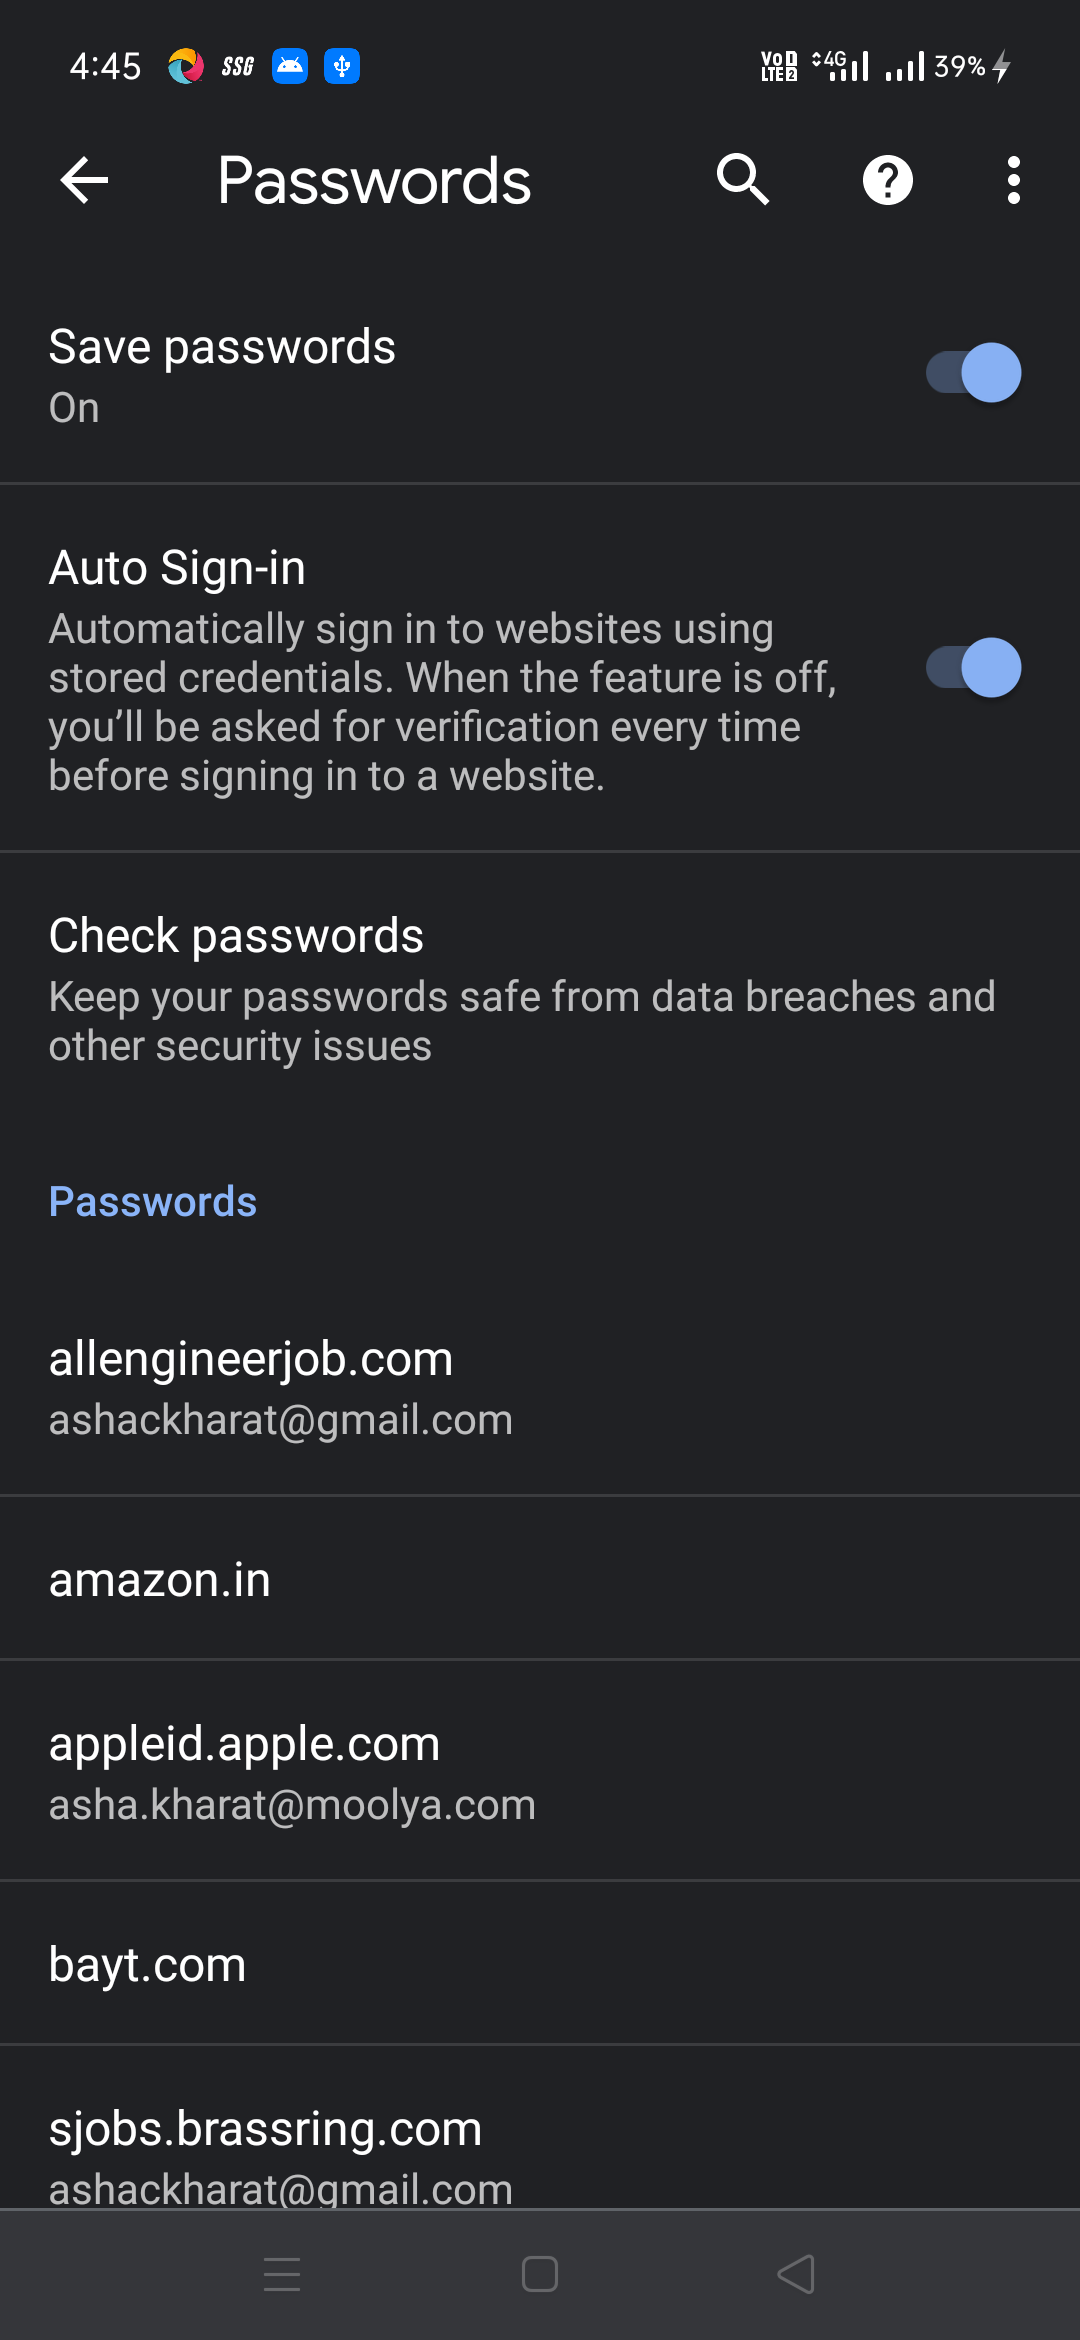 4:45 SSG VoD LTE 2 4G 39%
Passwords
Save passwords
On
Auto Sign-in
Automatically sign in to websites using
stored credentials. When the feature is off,
you’ll be asked for verification every time
before signing in to a website.
Check passwords
Keep your passwords safe from data breaches and
other security issues
Passwords
allengineerjob.com
ashackharat@gmail.com
amazon.in
appleid.apple.com
asha.kharat@moolya.com
bayt.com
sjobs.brassring.com
ashackharat@gmail.com